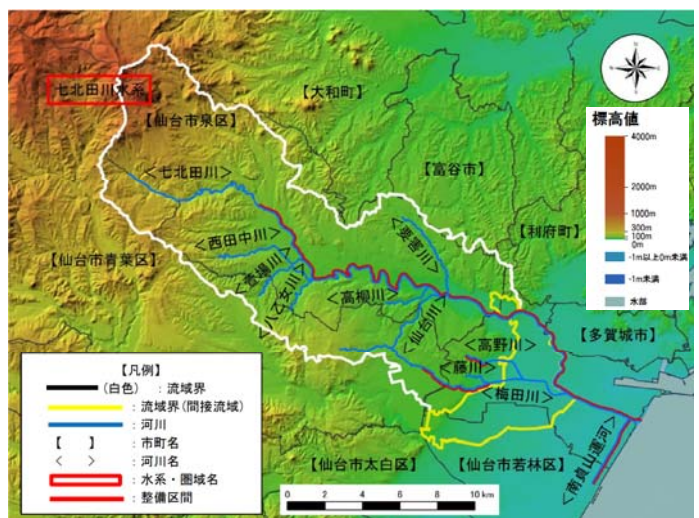 七北田川水系
【仙台市泉区】
【大和町】
【富谷市】
【利府町】
【多賀城市】
【仙台市青葉区】
<七北田川>
<西田中川>
<八乙女川>
<高柳川>
<要害川>
<仙台川>
<高野川>
<藤川>
<梅田川>
<南貞山運河>
【仙台市太白区】
【仙台市若林区】
標高値
4000m
2000m
1000m
300m
100m
0m
-1m以上0m未満
-1m未満
水部
【凡例】
(白色) : 流域界
: 流域界(間接流域)
: 河川
【 】 : 市町名
< > : 河川名
: 水系・圏域名
: 整備区間
0 2 4 6 8 10 km